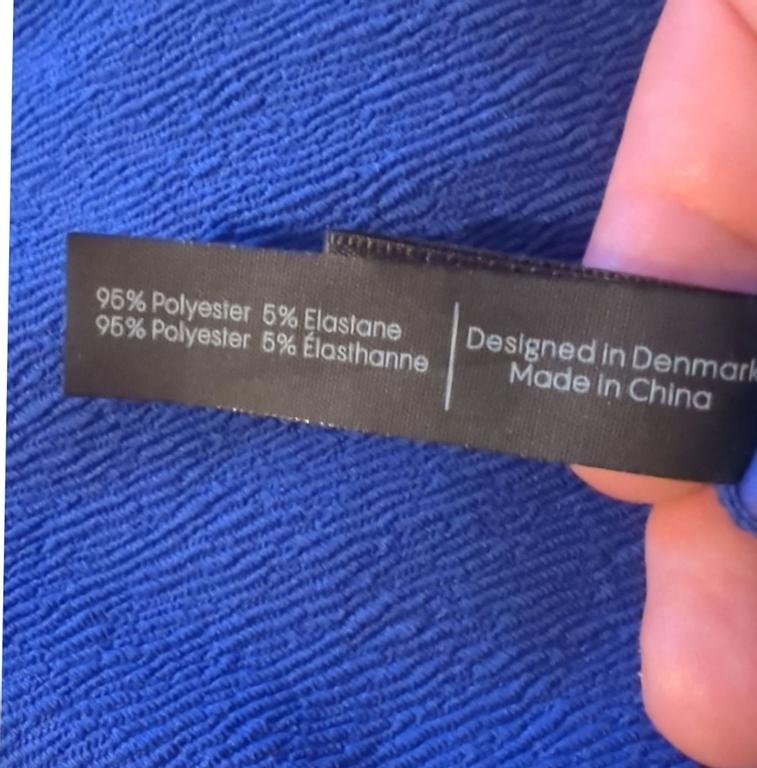 95% Polyester 5% Elastane
95% Polyester 5% Élasthanne
Designed in Denmark
Made in China